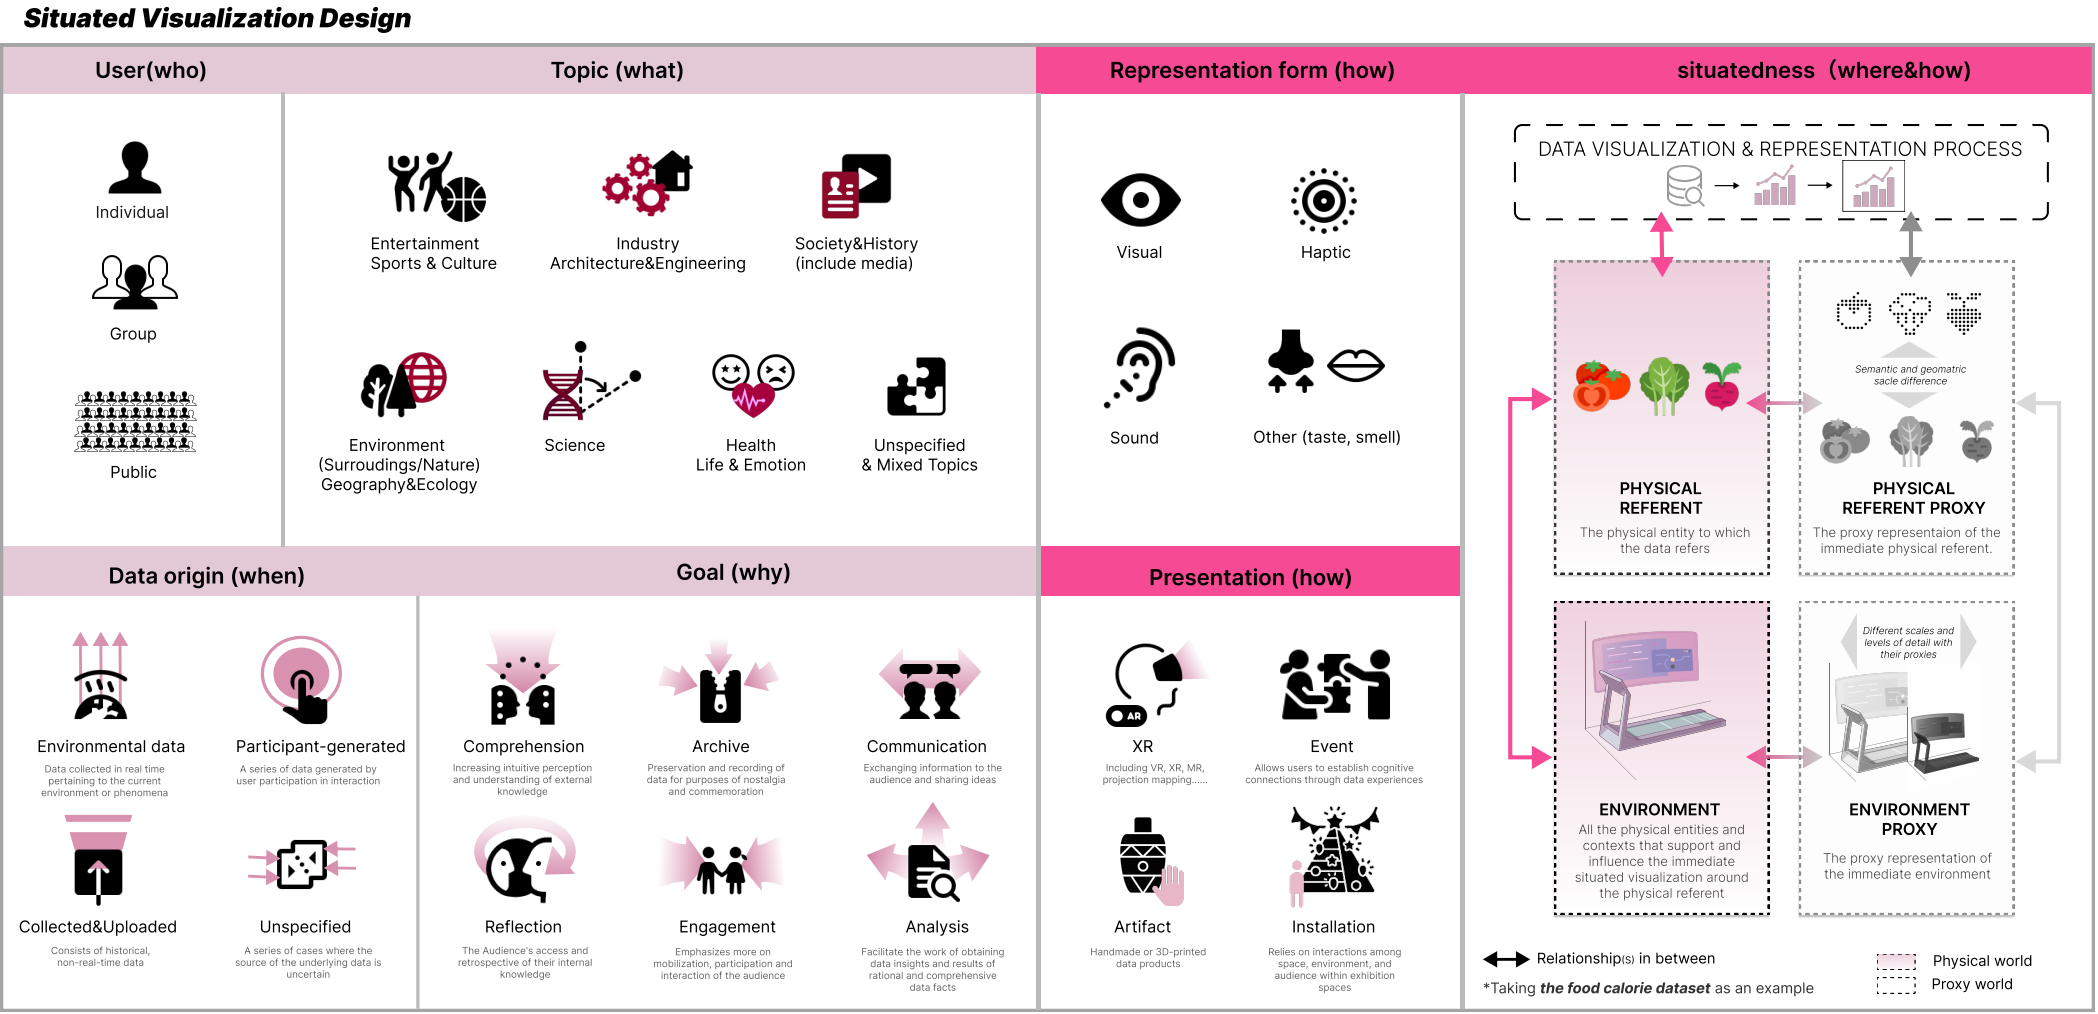 Situated Visualization Design
User(who)
Topic (what)
Representation form (how)
situatedness（where&how)
Individual
Group
Public
Entertainment
Sports & Culture
Industry
Architecture&Engineering
Society&History
(include media)
Environment
(Surroudings/Nature)
Geography&Ecology
Science
Health
Life & Emotion
Unspecified
& Mixed Topics
Visual
Haptic
Sound
Other (taste, smell)
DATA VISUALIZATION & REPRESENTATION PROCESS
PHYSICAL
REFERENT
The physical entity to which
the data refers
Semantic and geomatric
sacle difference
PHYSICAL
REFERENT PROXY
The proxy representaion of the
immediate physical referent.
ENVIRONMENT
All the physical entities and
contexts that support and
influence the immediate
situated visualization around
the physical referent
Different scales and
levels of detail with
their proxies
ENVIRONMENT
PROXY
The proxy representation of
the immediate environment
Relationship(S) in between
*Taking the food calorie dataset as an example
Physical world
Proxy world
Data origin (when)
Goal (why)
Presentation (how)
Environmental data
Data collected in real time
pertaining to the current
environment or phenomena
Participant-generated
A series of data generated by
user participation in interaction
Collected&Uploaded
Consists of historical,
non-real-time data
Unspecified
A series of cases where the
source of the underlying data is
uncertain
Comprehension
Increasing intuitive perception
and understanding of external
knowledge
Archive
Preservation and recording of
data for purposes of nostalgia
and commemoration
Communication
Exchanging information to the
audience and sharing ideas
Reflection
The Audience's access and
retrospective of their internal
knowledge
Engagement
Emphasizes more on
mobilization, participation and
interaction of the audience
Analysis
Facilitate the work of obtaining
data insights and results of
rational and comprehensive
data facts
AR
XR
Including VR, XR, MR,
projection mapping......
Event
Allows users to establish cognitive
connections through data experiences
Artifact
Handmade or 3D-printed
data products
Installation
Relies on interactions among
space, environment, and
audience within exhibition
spaces